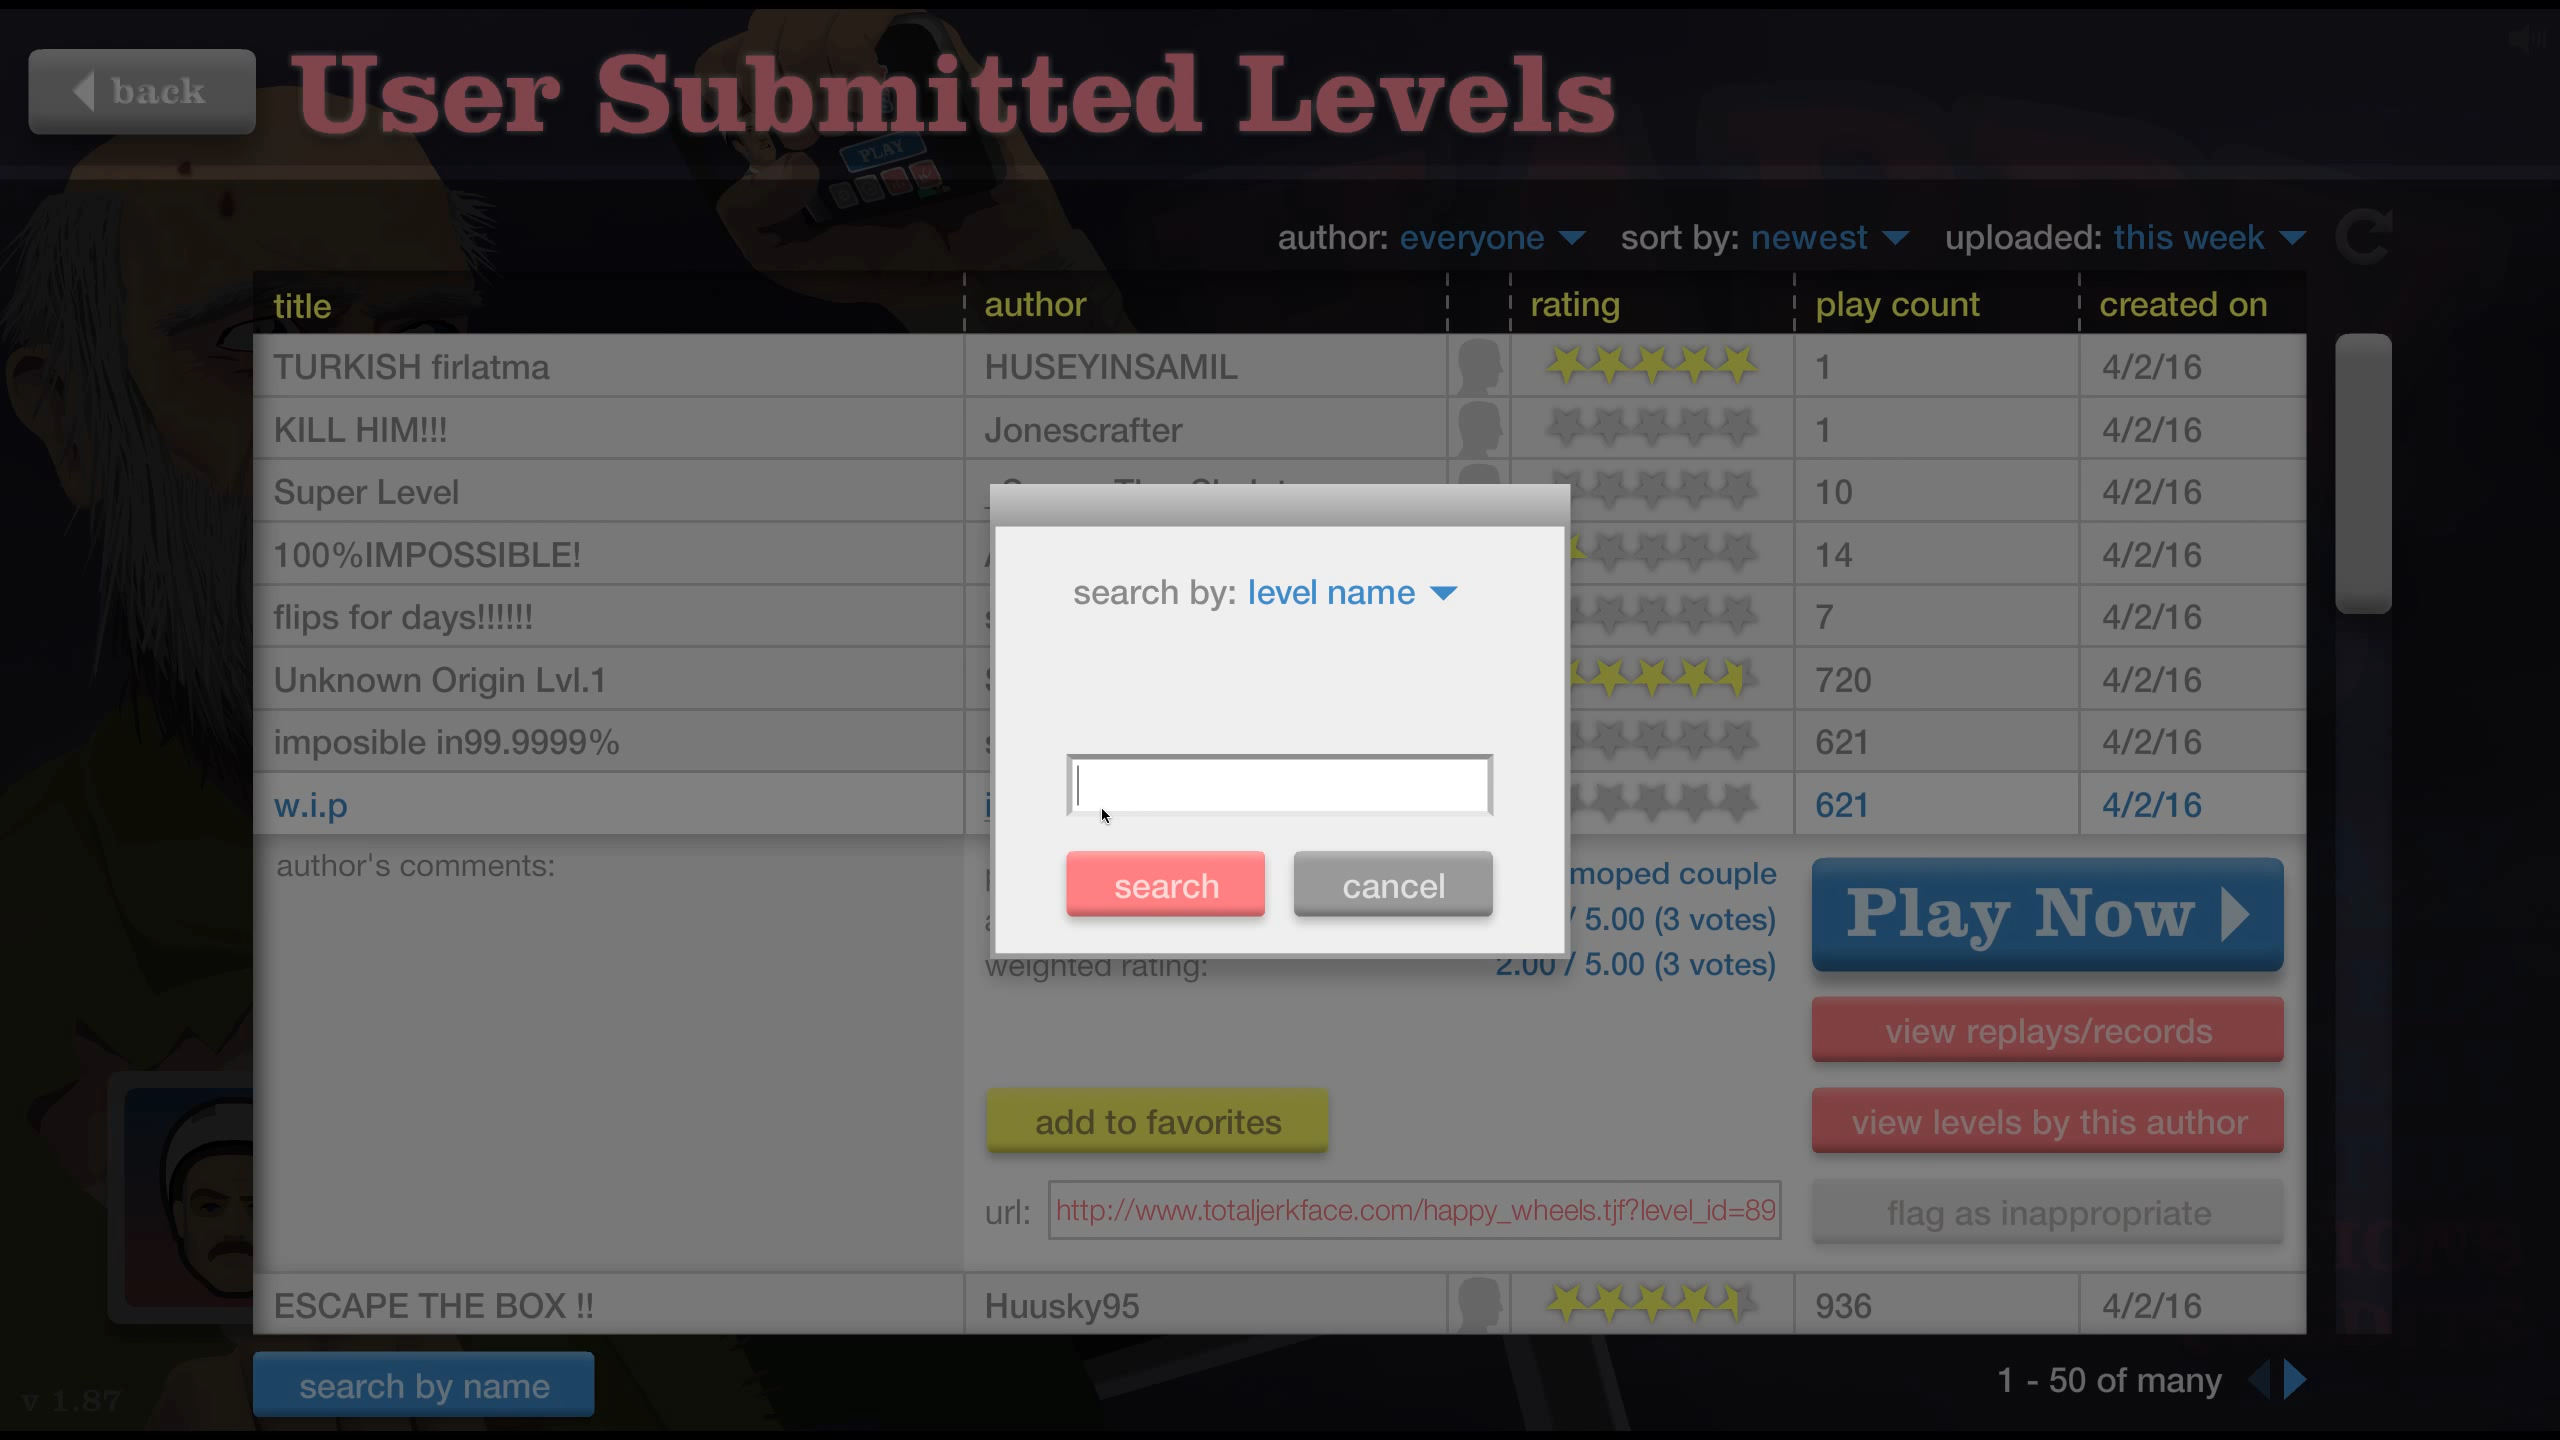 back
User Submitted Levels
PLAY
author: everyone sort by: newest uploaded: this week
title author rating play count created on
TURKISH firlatma HUSEYINSAMIL 1 4/2/16
KILL HIM!!! Jonescrafter 1 4/2/16
Super Level 10 4/2/16
100%IMPOSSIBLE! 14 4/2/16
flips for days!!!!!! 7 4/2/16
Unknown Origin Lvl.1 720 4/2/16
imposible in99.9999% 621 4/2/16
w.i.p 621 4/2/16
search by: level name
search cancel
author's comments:
moped couple
/ 5.00 (3 votes)
weighted rating: 2.00 / 5.00 (3 votes)
Play Now
view replays/records
add to favorites
view levels by this author
url: http://www.totaljerkface.com/happy_wheels.tjf?level_id=89
flag as inappropriate
ESCAPE THE BOX !! Huusky95 936 4/2/16
search by name
1 - 50 of many
v 1.87